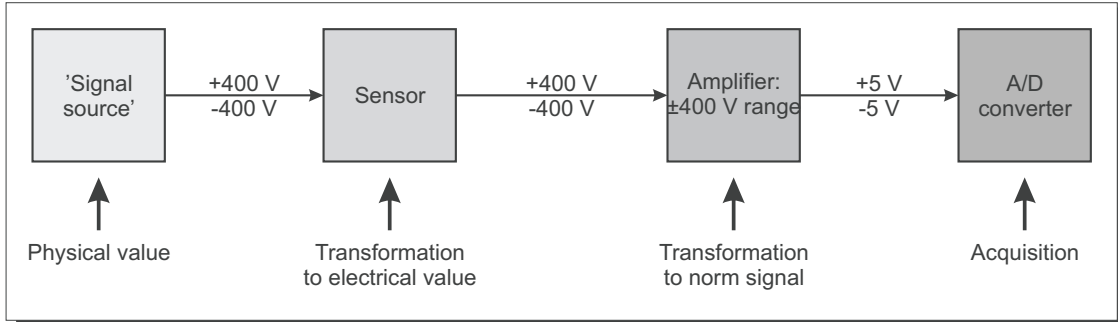 ’Signal
source’
+400 V
-400 V
Sensor
+400 V
-400 V
Amplifier:
±400 V range
+5 V
-5 V
A/D
converter
Physical value
Transformation
to electrical value
Transformation
to norm signal
Acquisition